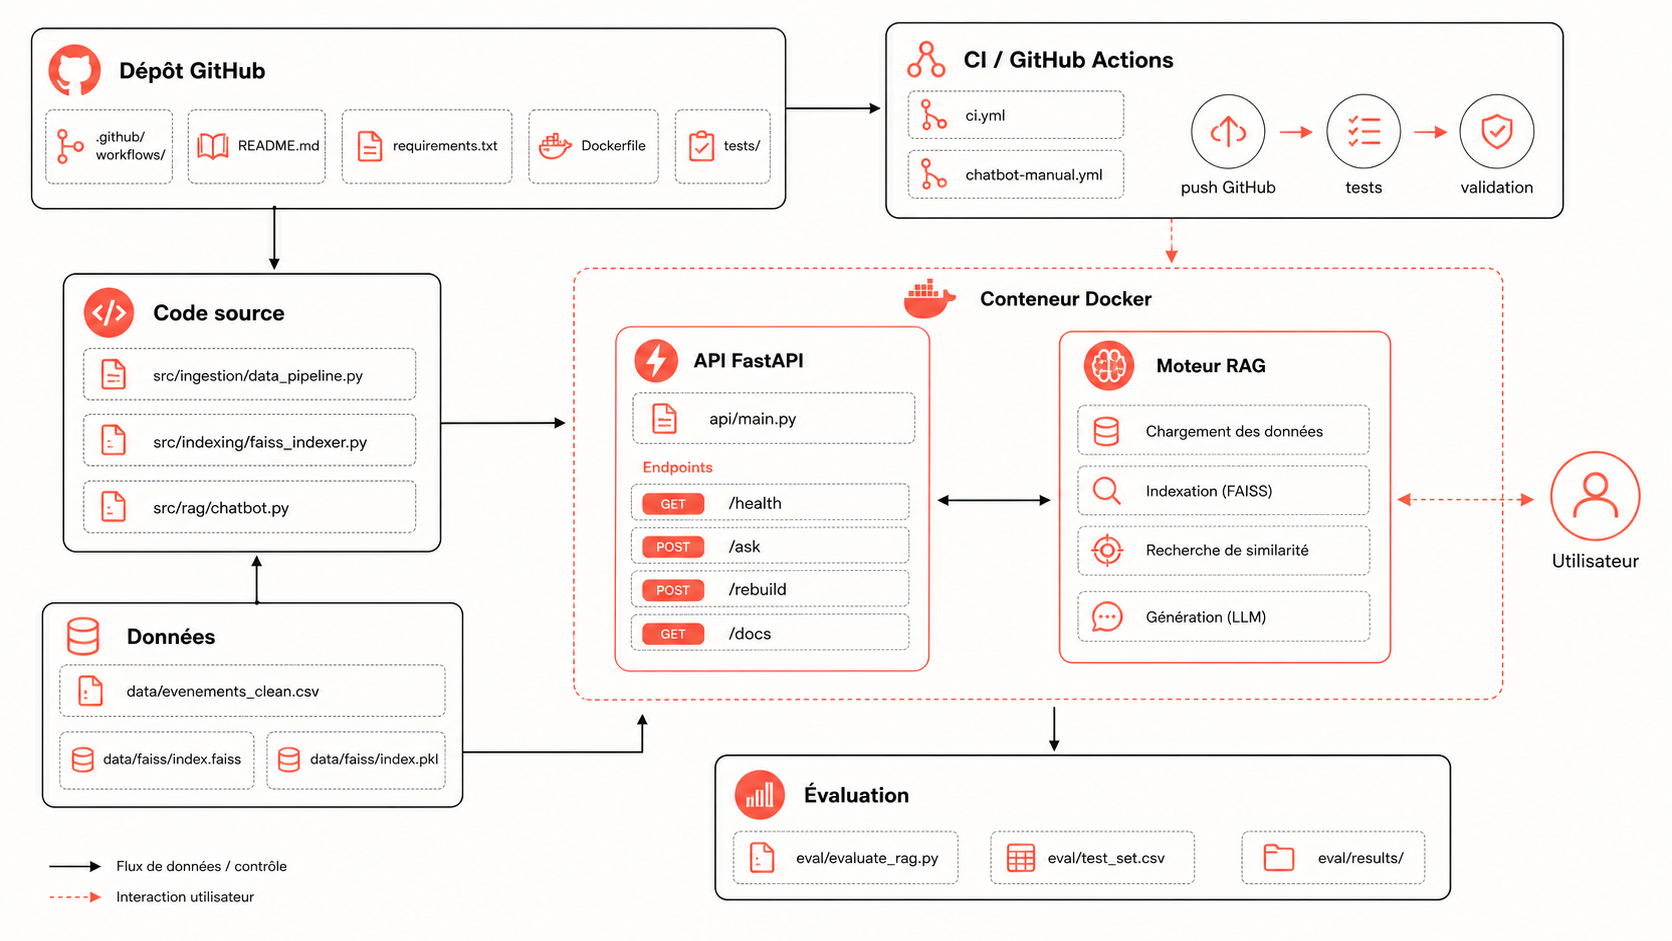 Dépôt GitHub
.github/
workflows/
README.md
requirements.txt
Dockerfile
tests/
CI / GitHub Actions
ci.yml
chatbot-manual.yml
push GitHub
tests
validation
Code source
src/ingestion/data_pipeline.py
src/indexing/faiss_indexer.py
src/rag/chatbot.py
Conteneur Docker
API FastAPI
api/main.py
Endpoints
GET /health
POST /ask
POST /rebuild
GET /docs
Moteur RAG
Chargement des données
Indexation (FAISS)
Recherche de similarité
Génération (LLM)
Utilisateur
Données
data/evenements_clean.csv
data/faiss/index.faiss
data/faiss/index.pkl
Évaluation
eval/evaluate_rag.py
eval/test_set.csv
eval/results/
Flux de données / contrôle
Interaction utilisateur